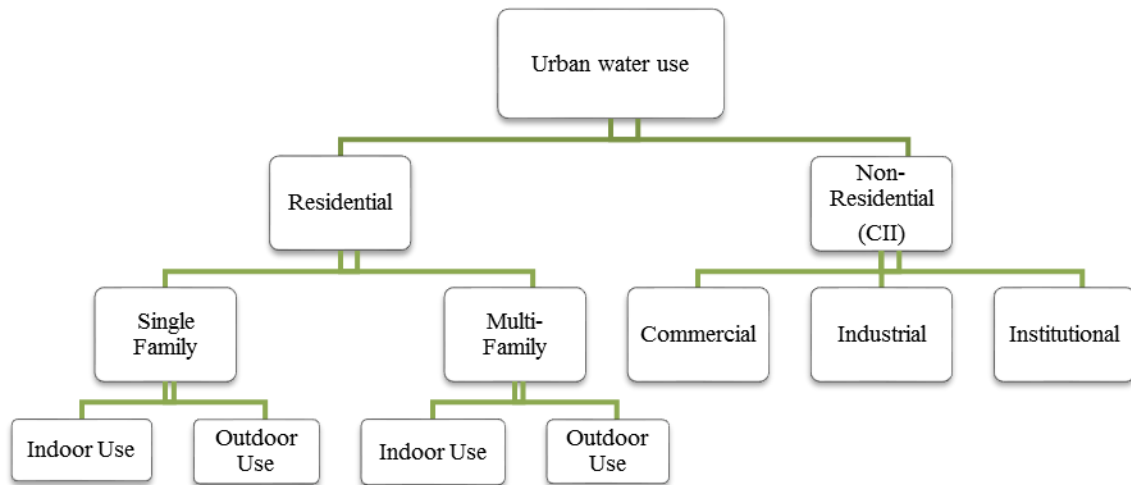 Urban water use
Residential
Non-
Residential
(CII)
Single
Family
Multi-
Family
Commercial
Industrial
Institutional
Indoor Use
Outdoor
Use
Indoor Use
Outdoor
Use